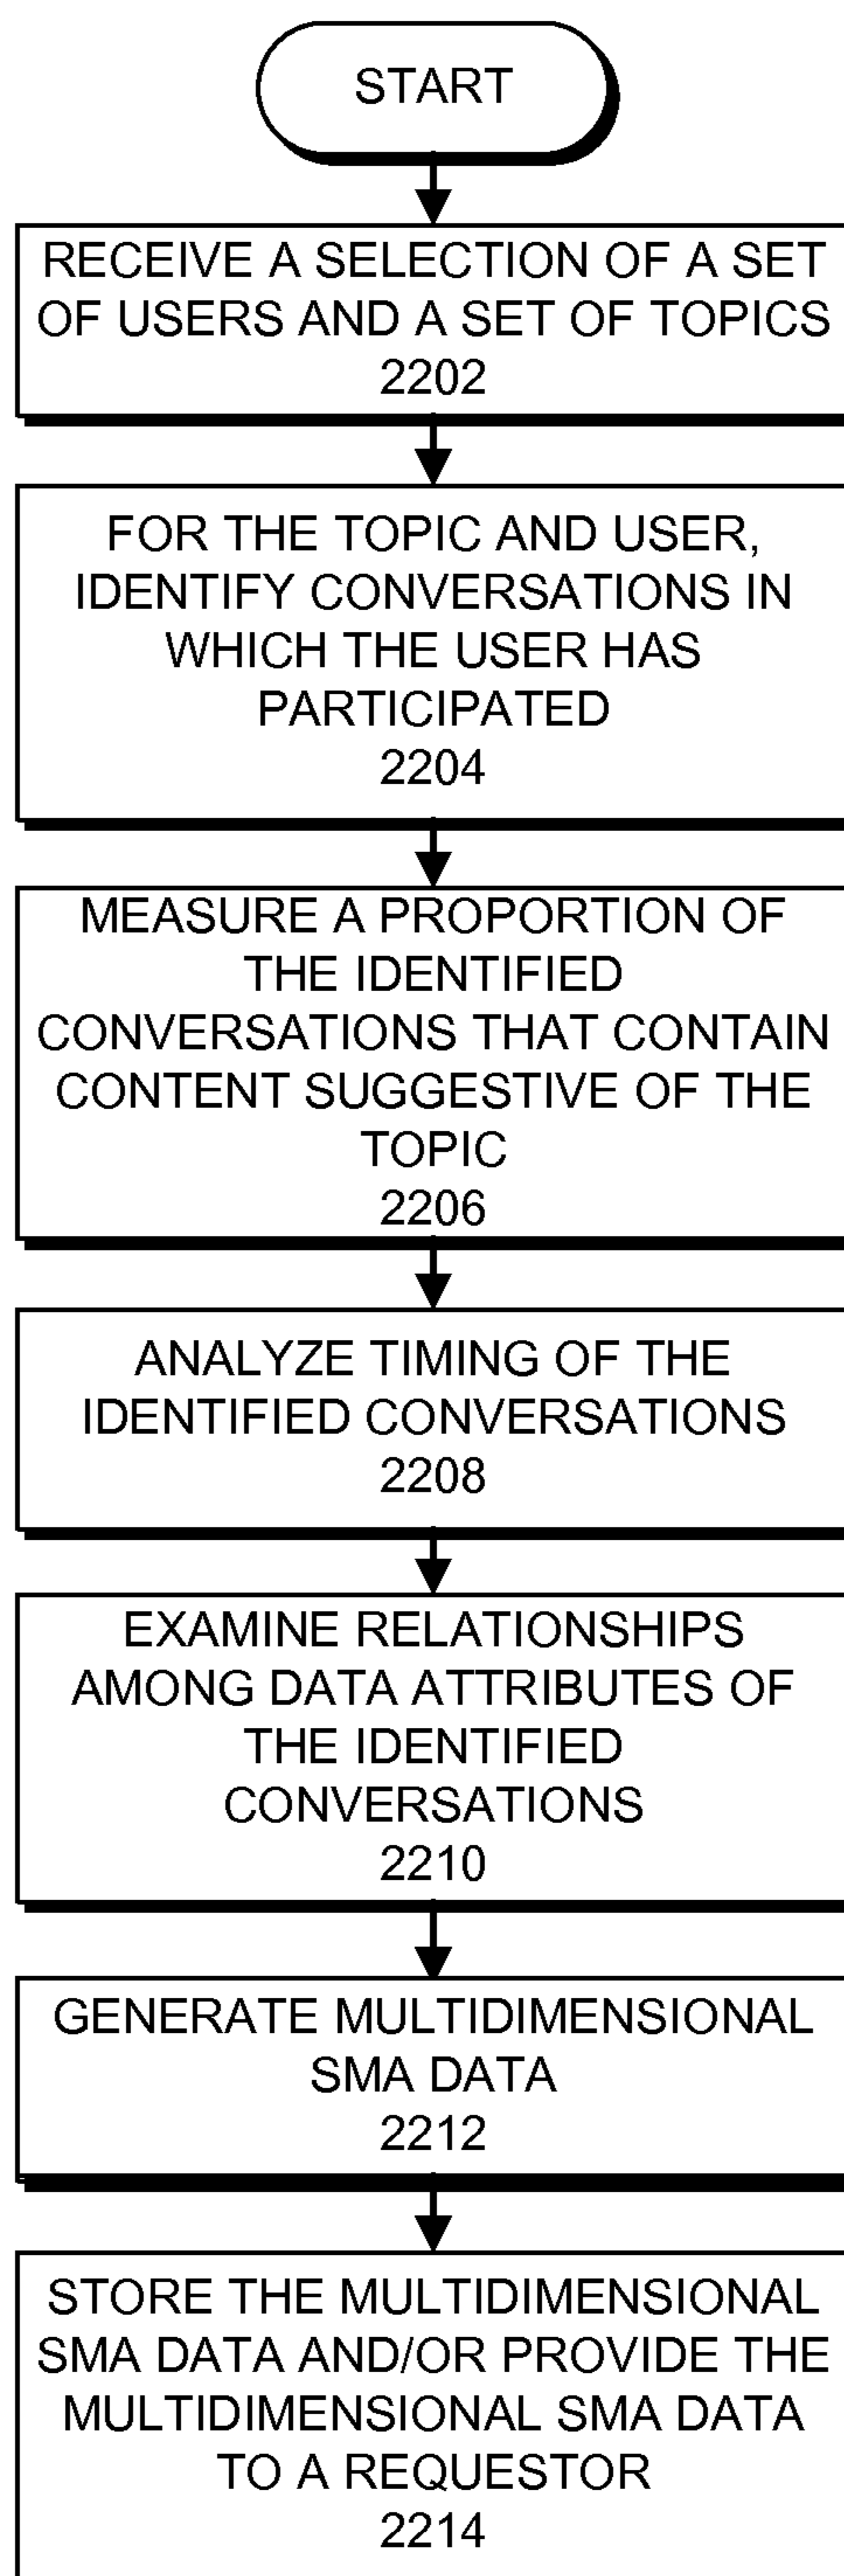 START
RECEIVE A SELECTION OF A SET
OF USERS AND A SET OF TOPICS
2202
FOR THE TOPIC AND USER,
IDENTIFY CONVERSATIONS IN
WHICH THE USER HAS
PARTICIPATED
2204
MEASURE A PROPORTION OF
THE IDENTIFIED
CONVERSATIONS THAT CONTAIN
CONTENT SUGGESTIVE OF THE
TOPIC
2206
ANALYZE TIMING OF THE
IDENTIFIED CONVERSATIONS
2208
EXAMINE RELATIONSHIPS
AMONG DATA ATTRIBUTES OF
THE IDENTIFIED
CONVERSATIONS
2210
GENERATE MULTIDIMENSIONAL
SMA DATA
2212
STORE THE MULTIDIMENSIONAL
SMA DATA AND/OR PROVIDE THE
MULTIDIMENSIONAL SMA DATA
TO A REQUESTOR
2214